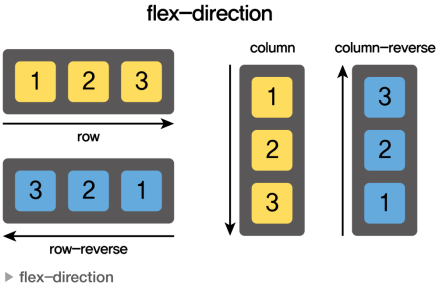 flex-direction
1 2 3
row
3 2 1
row-reverse
column
1
2
3
column-reverse
3
2
1
▶ flex-direction